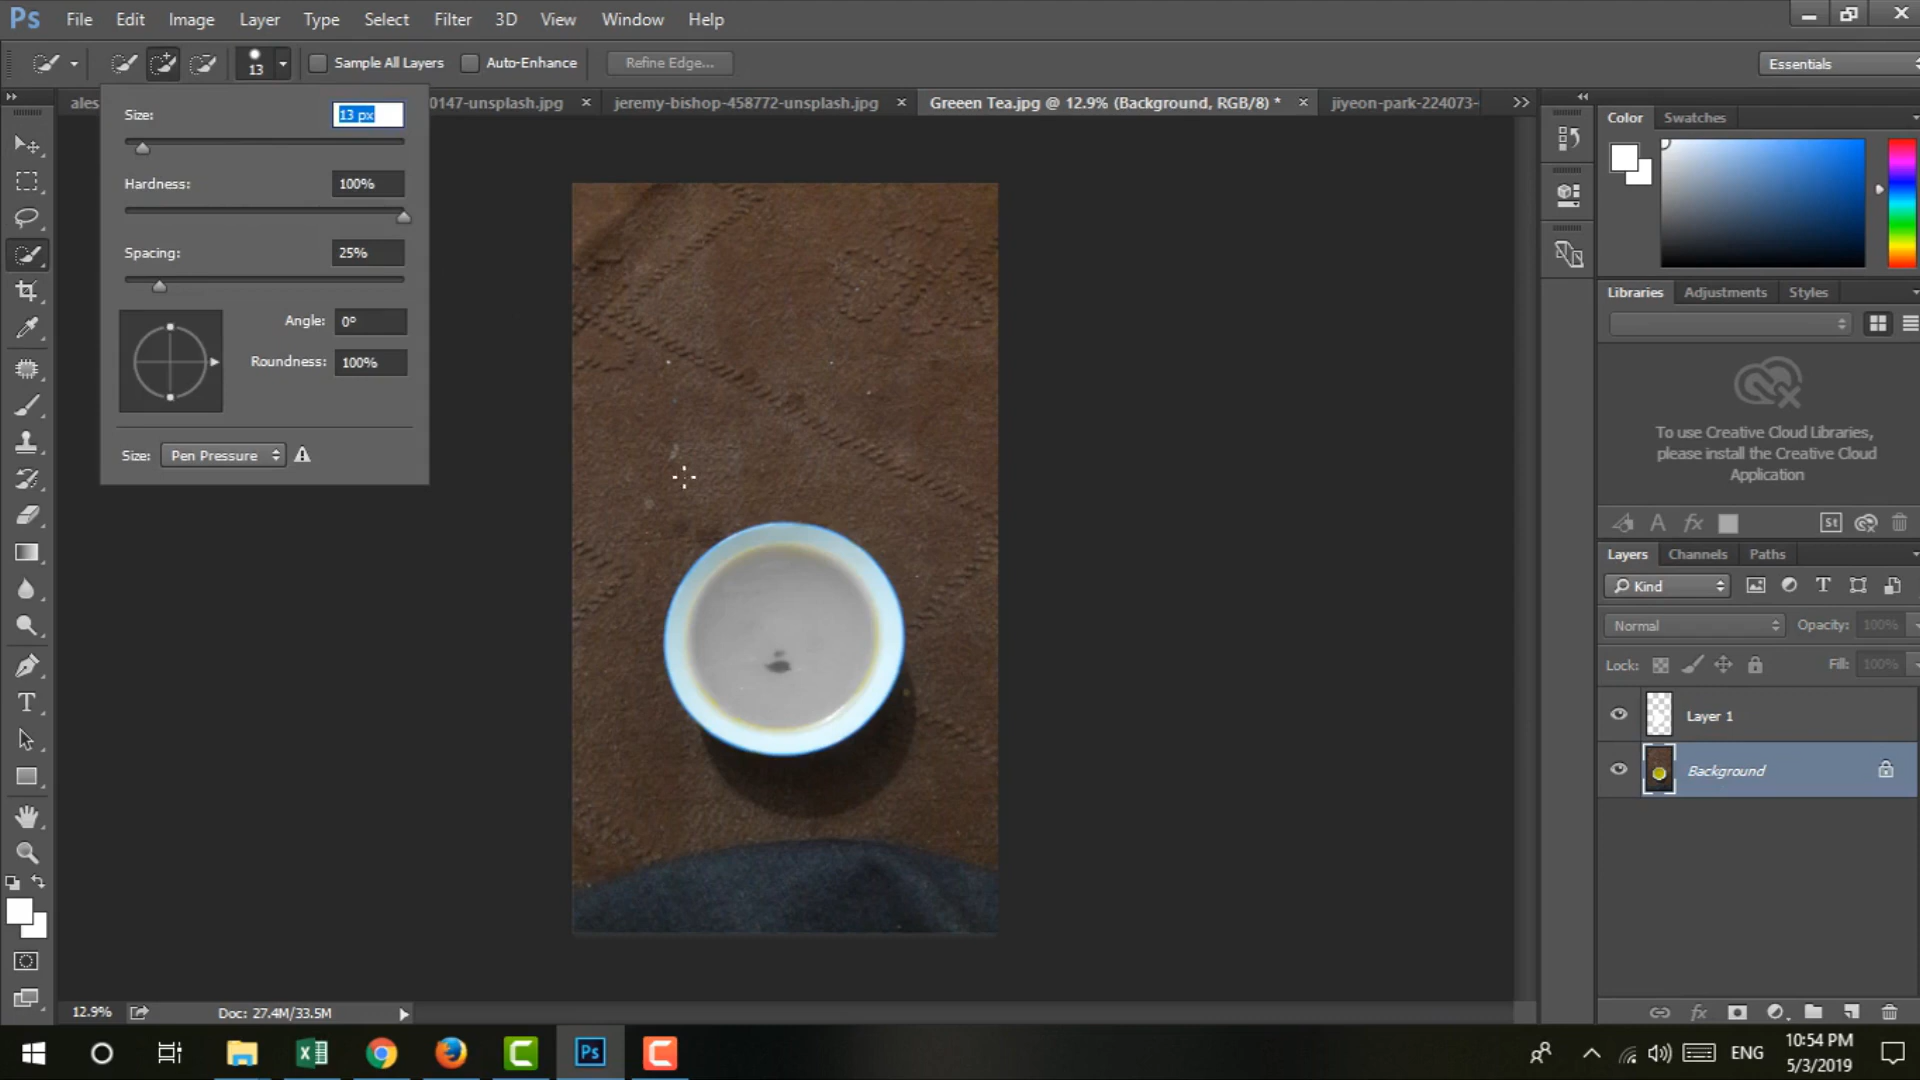 Ps File Edit Image Layer Type Select Filter 3D View Window Help
13 Sample All Layers Auto-Enhance Refine Edge... Essentials
ales 0147-unsplash.jpg jeremy-bishop-458772-unsplash.jpg Greeen Tea.jpg @ 12.9% (Background, RGB/8) * jiyeon-park-224073-
Size: 13 px
Hardness: 100%
Spacing: 25%
Angle: 0º
Roundness: 100%
Size: Pen Pressure
Color Swatches
Libraries Adjustments Styles
To use Creative Cloud Libraries,
please install the Creative Cloud
Application
A fx St
Layers Channels Paths
Kind T
Normal Opacity: 100%
Lock: Fill: 100%
Layer 1
Background
T
fx
12.9% Doc: 27.4M/33.5M
Ps ENG 10:54 PM
5/3/2019